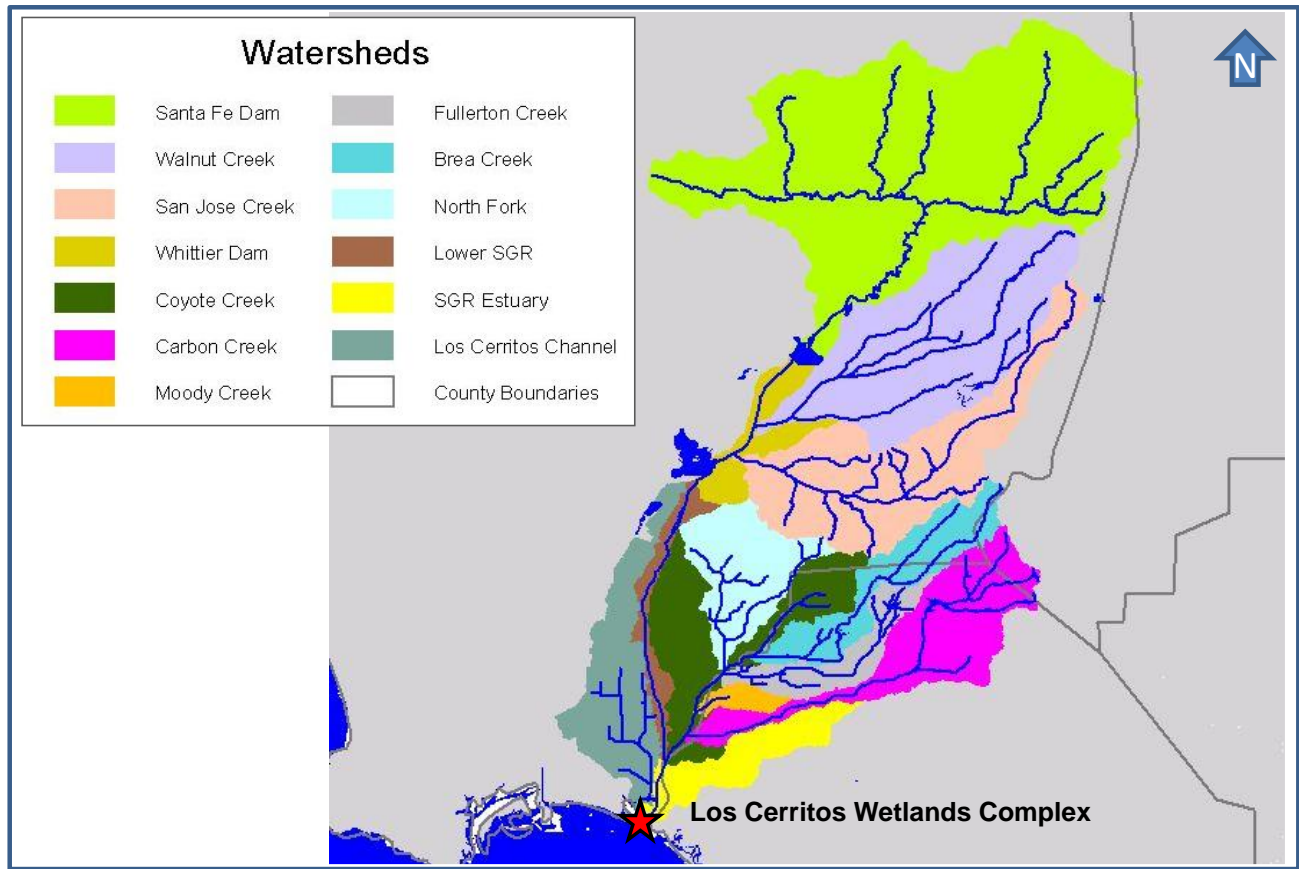 Watersheds
Santa Fe Dam
Walnut Creek
San Jose Creek
Whittier Dam
Coyote Creek
Carbon Creek
Moody Creek
Fullerton Creek
Brea Creek
North Fork
Lower SGR
SGR Estuary
Los Cerritos Channel
County Boundaries
N
Los Cerritos Wetlands Complex